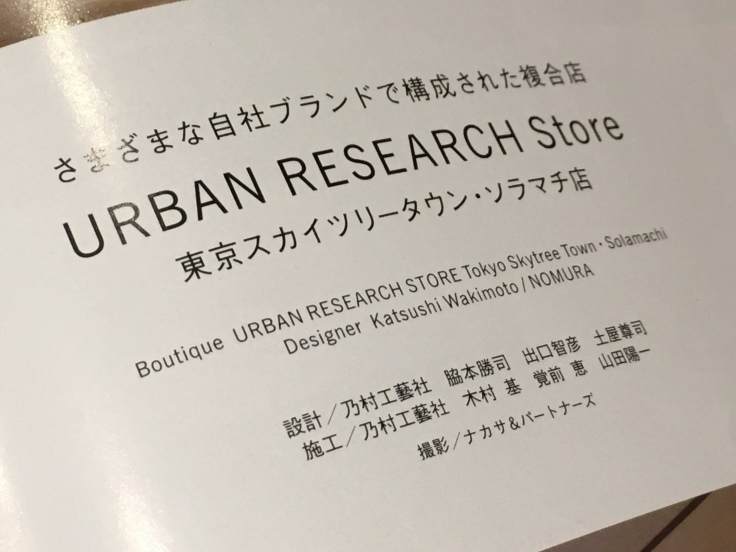 さまざまな自社ブランドで構成された複合店
URBAN RESEARCH Store
東京スカイツリータウン・ソラマチ店
Boutique URBAN RESEARCH STORE Tokyo Skytree Town・Solamachi
Designer Katsushi Wakimoto / NOMURA
設計／乃村工藝社 脇本勝司 出口智彦 土屋尊司
施工／乃村工藝社 木村 基 覚前 恵 山田陽一
撮影／ナカサ&パートナーズ